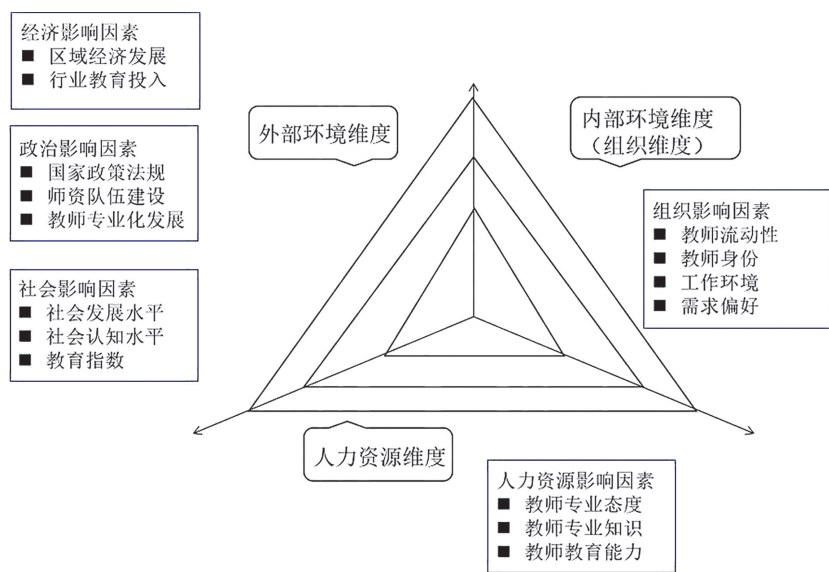 经济影响因素
■ 区域经济发展
■ 行业教育投入
外部环境维度
内部环境维度
（组织维度）
政治影响因素
■ 国家政策法规
■ 师资队伍建设
■ 教师专业化发展
组织影响因素
■ 教师流动性
■ 教师身份
■ 工作环境
■ 需求偏好
社会影响因素
■ 社会发展水平
■ 社会认知水平
■ 教育指数
人力资源维度
人力资源影响因素
■ 教师专业态度
■ 教师专业知识
■ 教师教育能力